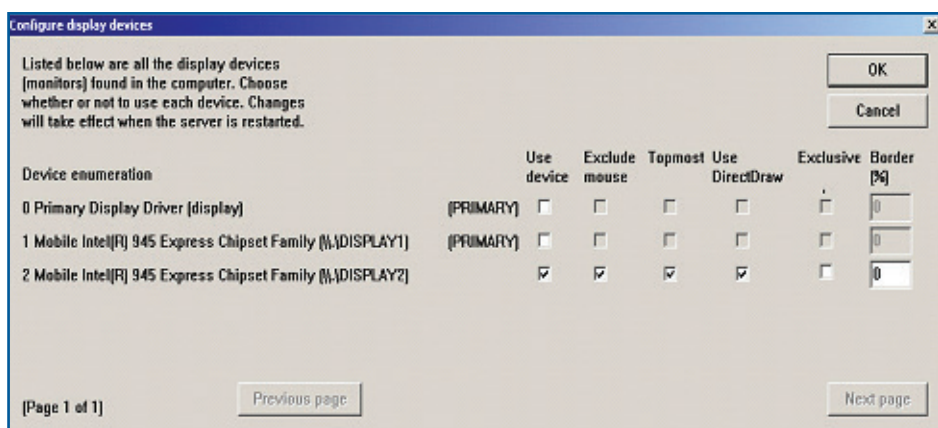 Configure display devices
Listed below are all the display devices
(monitors) found in the computer. Choose
whether or not to use each device. Changes
will take effect when the server is restarted.
OK
Cancel
Device enumeration
Use device
Exclude mouse
Topmost
Use DirectDraw
Exclusive
Border [%]
0 Primary Display Driver (display) (PRIMARY) 0
1 Mobile Intel(R) 945 Express Chipset Family (\\.\DISPLAY1) (PRIMARY) 0
2 Mobile Intel(R) 945 Express Chipset Family (\\.\DISPLAY2) 0
(Page 1 of 1)
Previous page
Next page